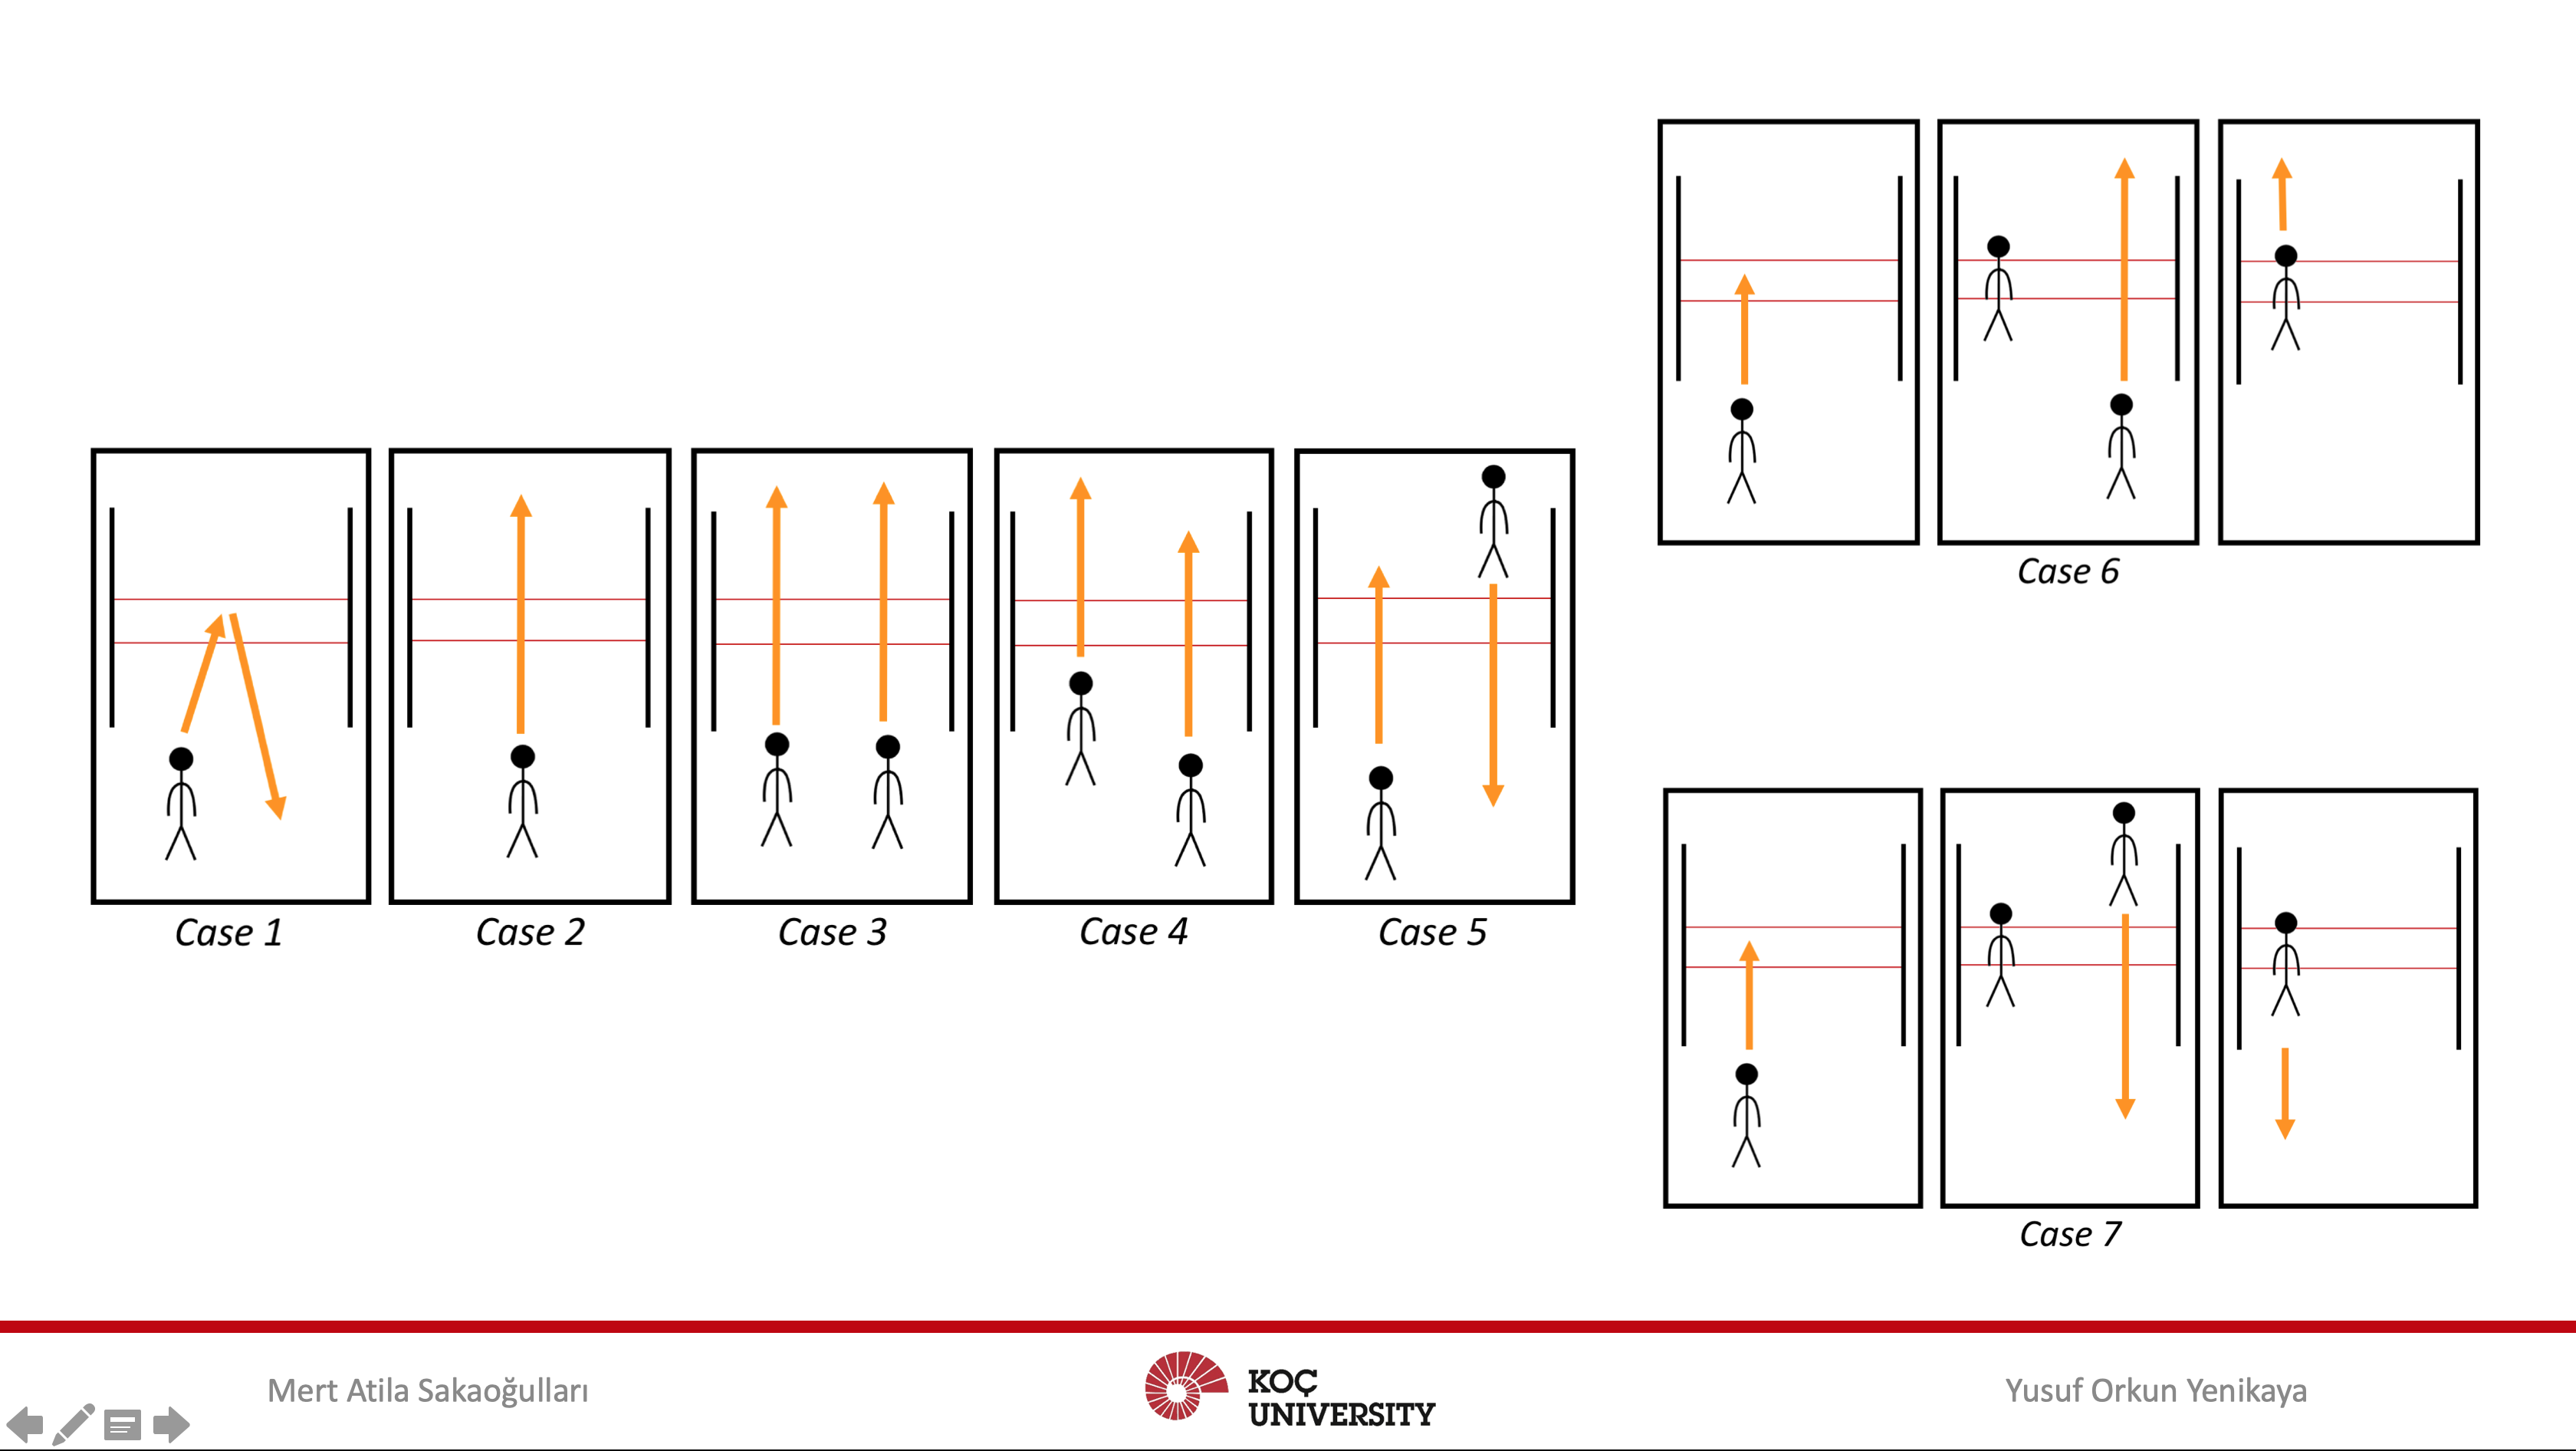 Case 6
Case 1
Case 2
Case 3
Case 4
Case 5
Case 7
Mert Atila Sakaoğulları
KOÇ
UNIVERSITY
Yusuf Orkun Yenikaya